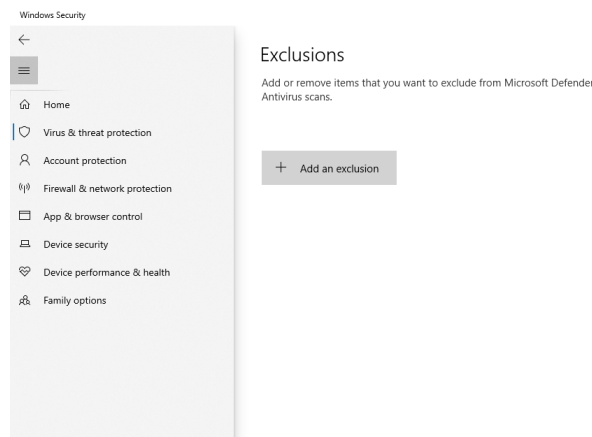 Windows Security
Home
Virus & threat protection
Account protection
Firewall & network protection
App & browser control
Device security
Device performance & health
Family options
Exclusions
Add or remove items that you want to exclude from Microsoft Defender
Antivirus scans.
Add an exclusion